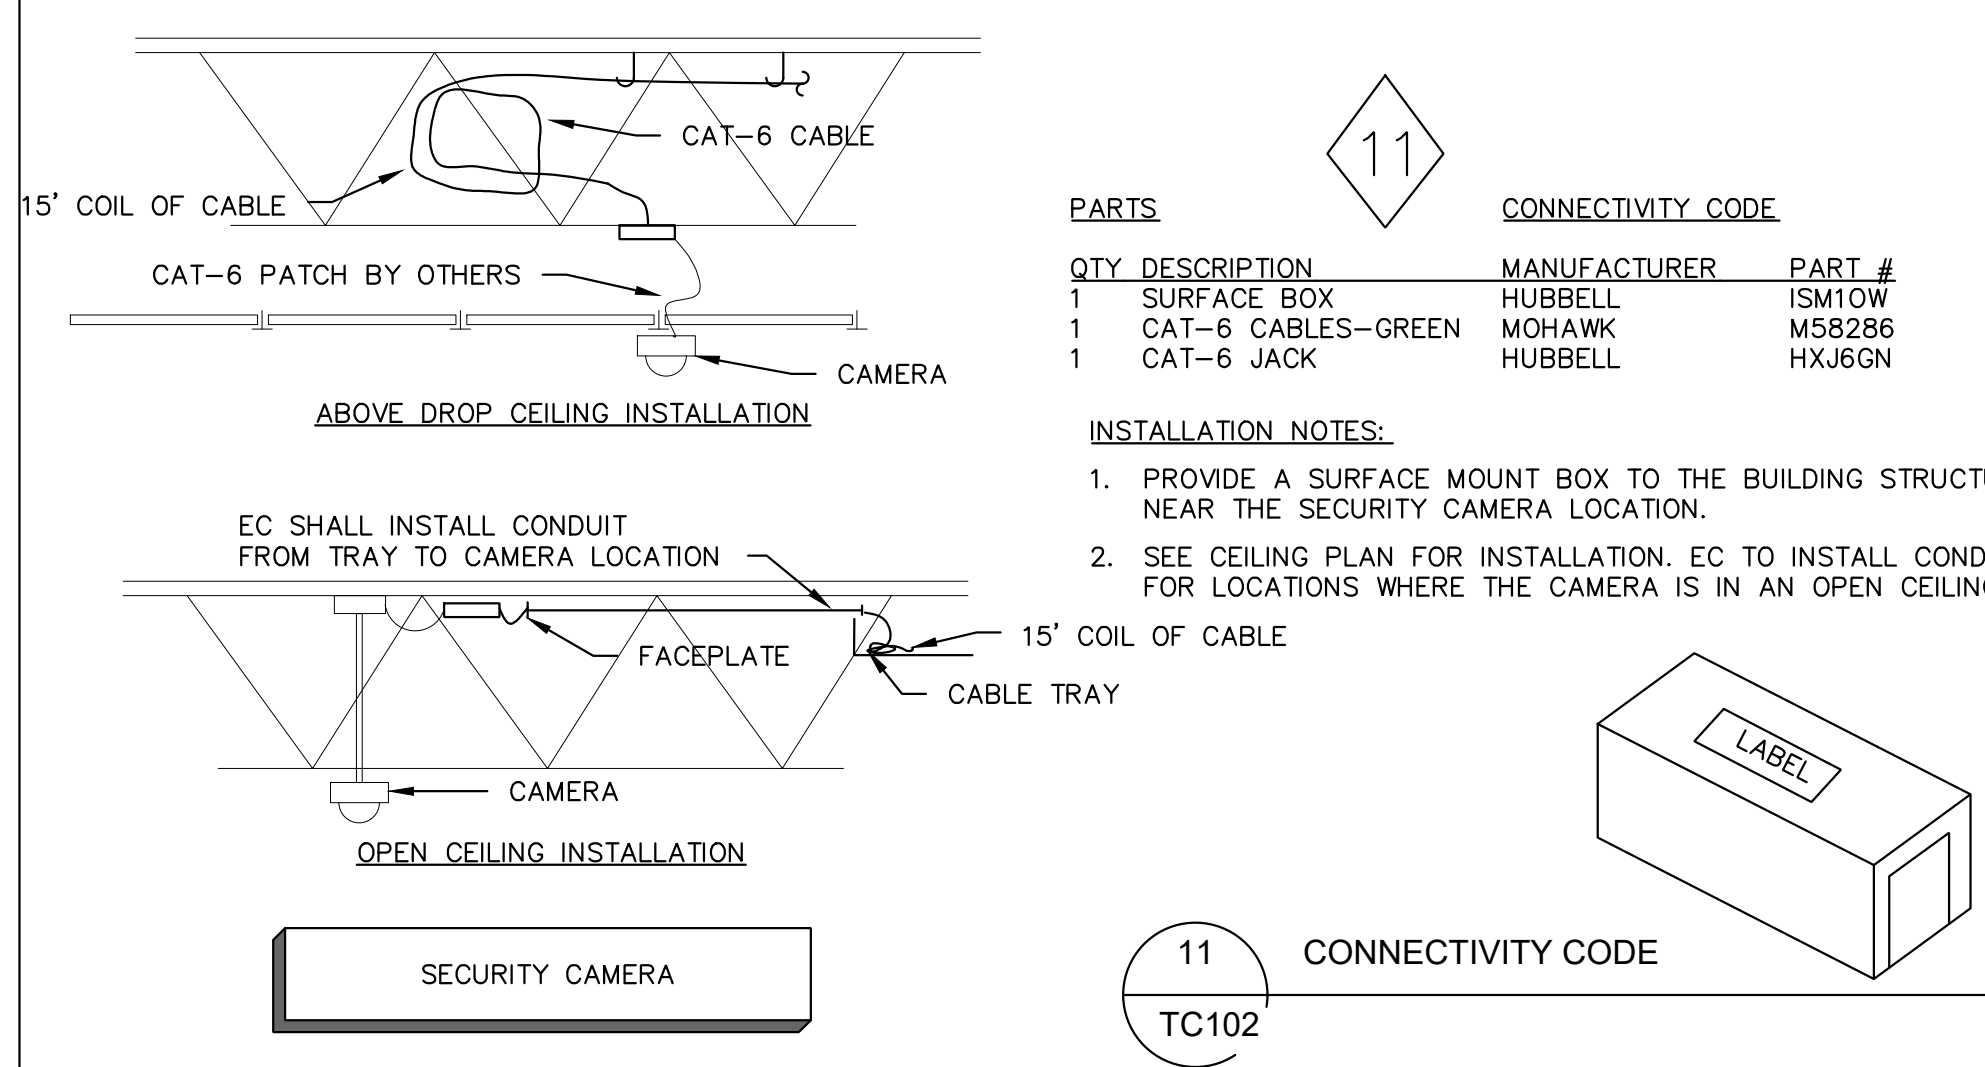 CAT-6 CABLE
15' COIL OF CABLE
CAT-6 PATCH BY OTHERS
CAMERA
ABOVE DROP CEILING INSTALLATION
EC SHALL INSTALL CONDUIT
FROM TRAY TO CAMERA LOCATION
FACEPLATE
15' COIL OF CABLE
CABLE TRAY
CAMERA
OPEN CEILING INSTALLATION
SECURITY CAMERA
11
PARTS CONNECTIVITY CODE
QTY DESCRIPTION MANUFACTURER PART #
1 SURFACE BOX HUBBELL ISM1OW
1 CAT-6 CABLES-GREEN MOHAWK M58286
1 CAT-6 JACK HUBBELL HXJ6GN
INSTALLATION NOTES:
1. PROVIDE A SURFACE MOUNT BOX TO THE BUILDING
NEAR THE SECURITY CAMERA LOCATION.
2. SEE CEILING PLAN FOR INSTALLATION. EC TO INSTALL
FOR LOCATIONS WHERE THE CAMERA IS IN AN OPEN
LABEL
11
CONNECTIVITY CODE
TC102